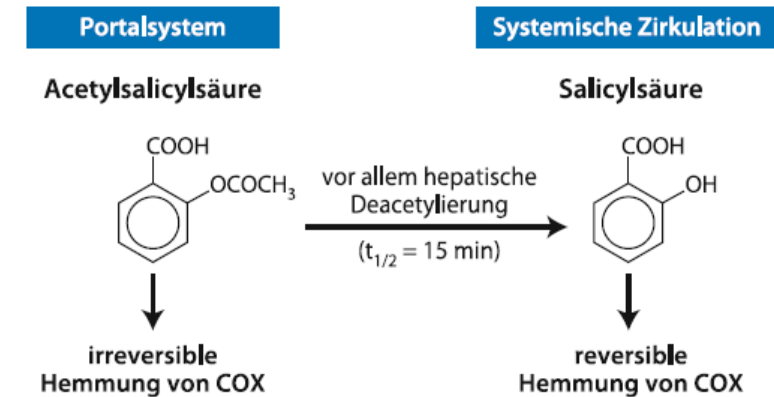 Portalsystem
Systemische Zirkulation
Acetylsalicylsäure
Salicylsäure
COOH
OCOCH₃
vor allem hepatische
Deacetylierung
(t₁/₂ = 15 min)
COOH
OH
irreversible
Hemmung von COX
reversible
Hemmung von COX